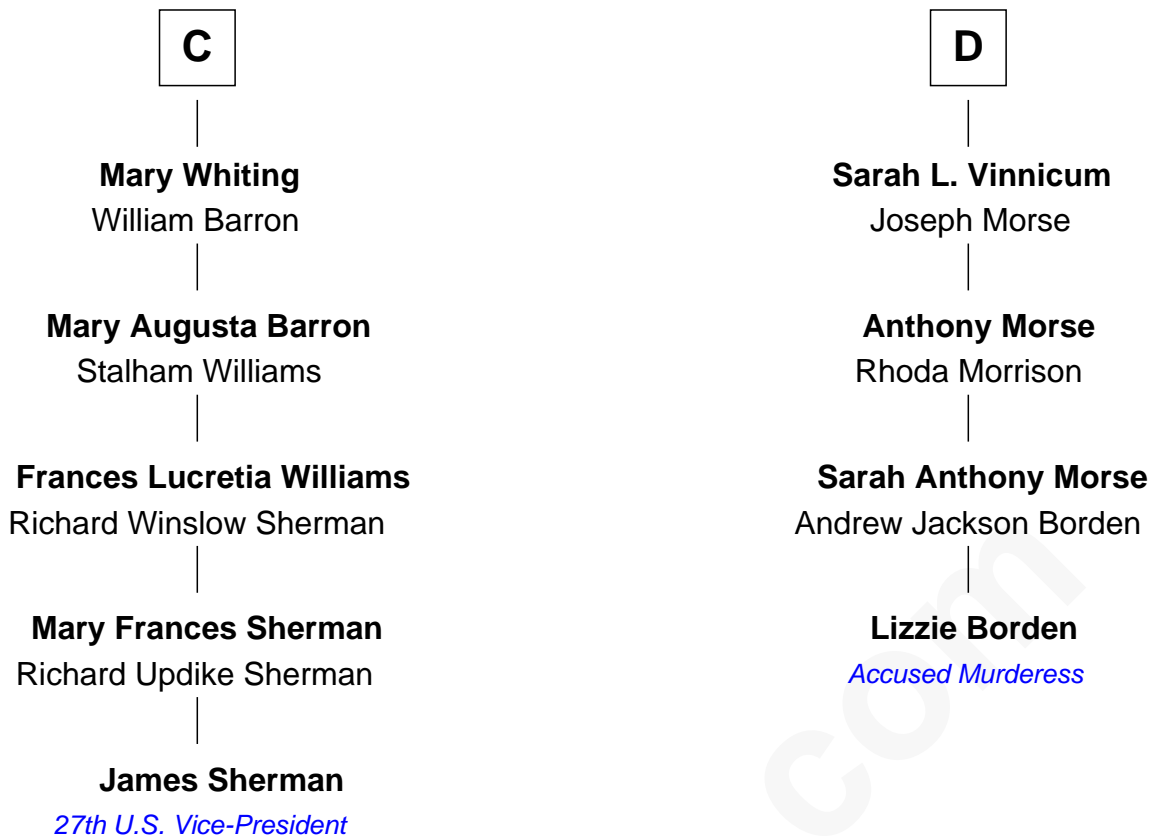 C
Mary Whiting
William Barron
Mary Augusta Barron
Stalham Williams
Frances Lucretia Williams
Richard Winslow Sherman
Mary Frances Sherman
Richard Updike Sherman
James Sherman
27th U.S. Vice-President
D
Sarah L. Vinnicum
Joseph Morse
Anthony Morse
Rhoda Morrison
Sarah Anthony Morse
Andrew Jackson Borden
Lizzie Borden
Accused Murderess
com